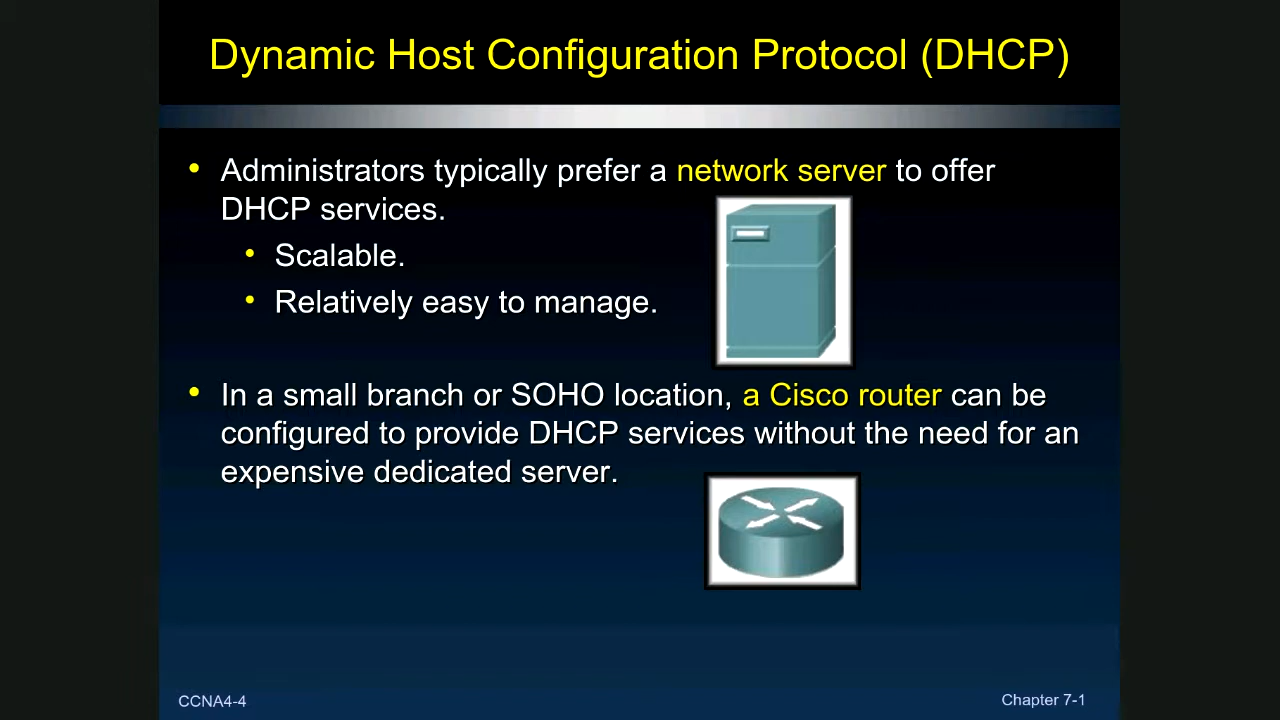 Dynamic Host Configuration Protocol (DHCP)
• Administrators typically prefer a network server to offer
DHCP services.
• Scalable.
• Relatively easy to manage.
• In a small branch or SOHO location, a Cisco router can be
configured to provide DHCP services without the need for an
expensive dedicated server.
CCNA4-4
Chapter 7-1